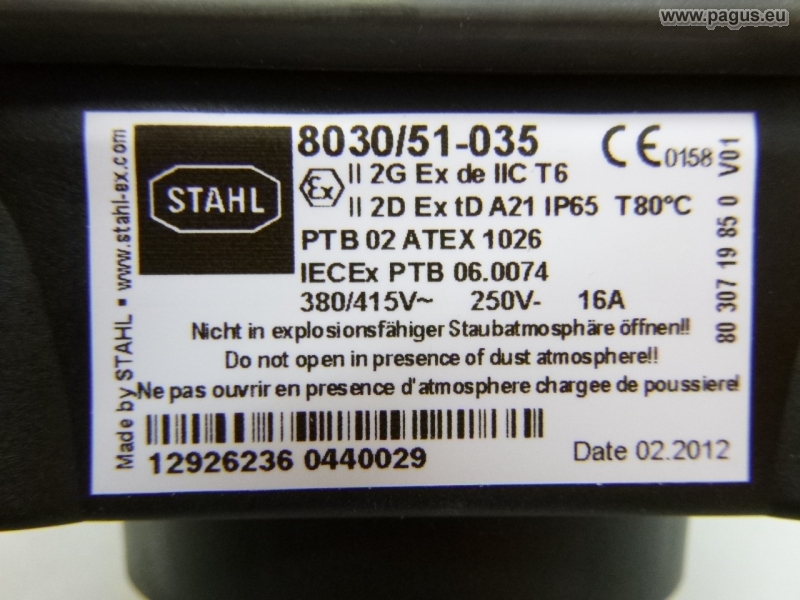 www.pagus.eu
8030/51-035
CE 0158
STAHL
Ex
II 2G Ex de IIC T6
II 2D Ex tD A21 IP65 T80°C
PTB 02 ATEX 1026
IECEx PTB 06.0074
380/415V~ 250V- 16A
Nicht in explosionsfähiger Staubatmosphäre öffnen!!
Do not open in presence of dust atmosphere!!
Ne pas ouvrir en presence d'atmosphere chargee de poussiere!
12926236 0440029
Date 02.2012
Made by STAHL ▪ www.stahl-ex.com
80 307 19 85 0 V01